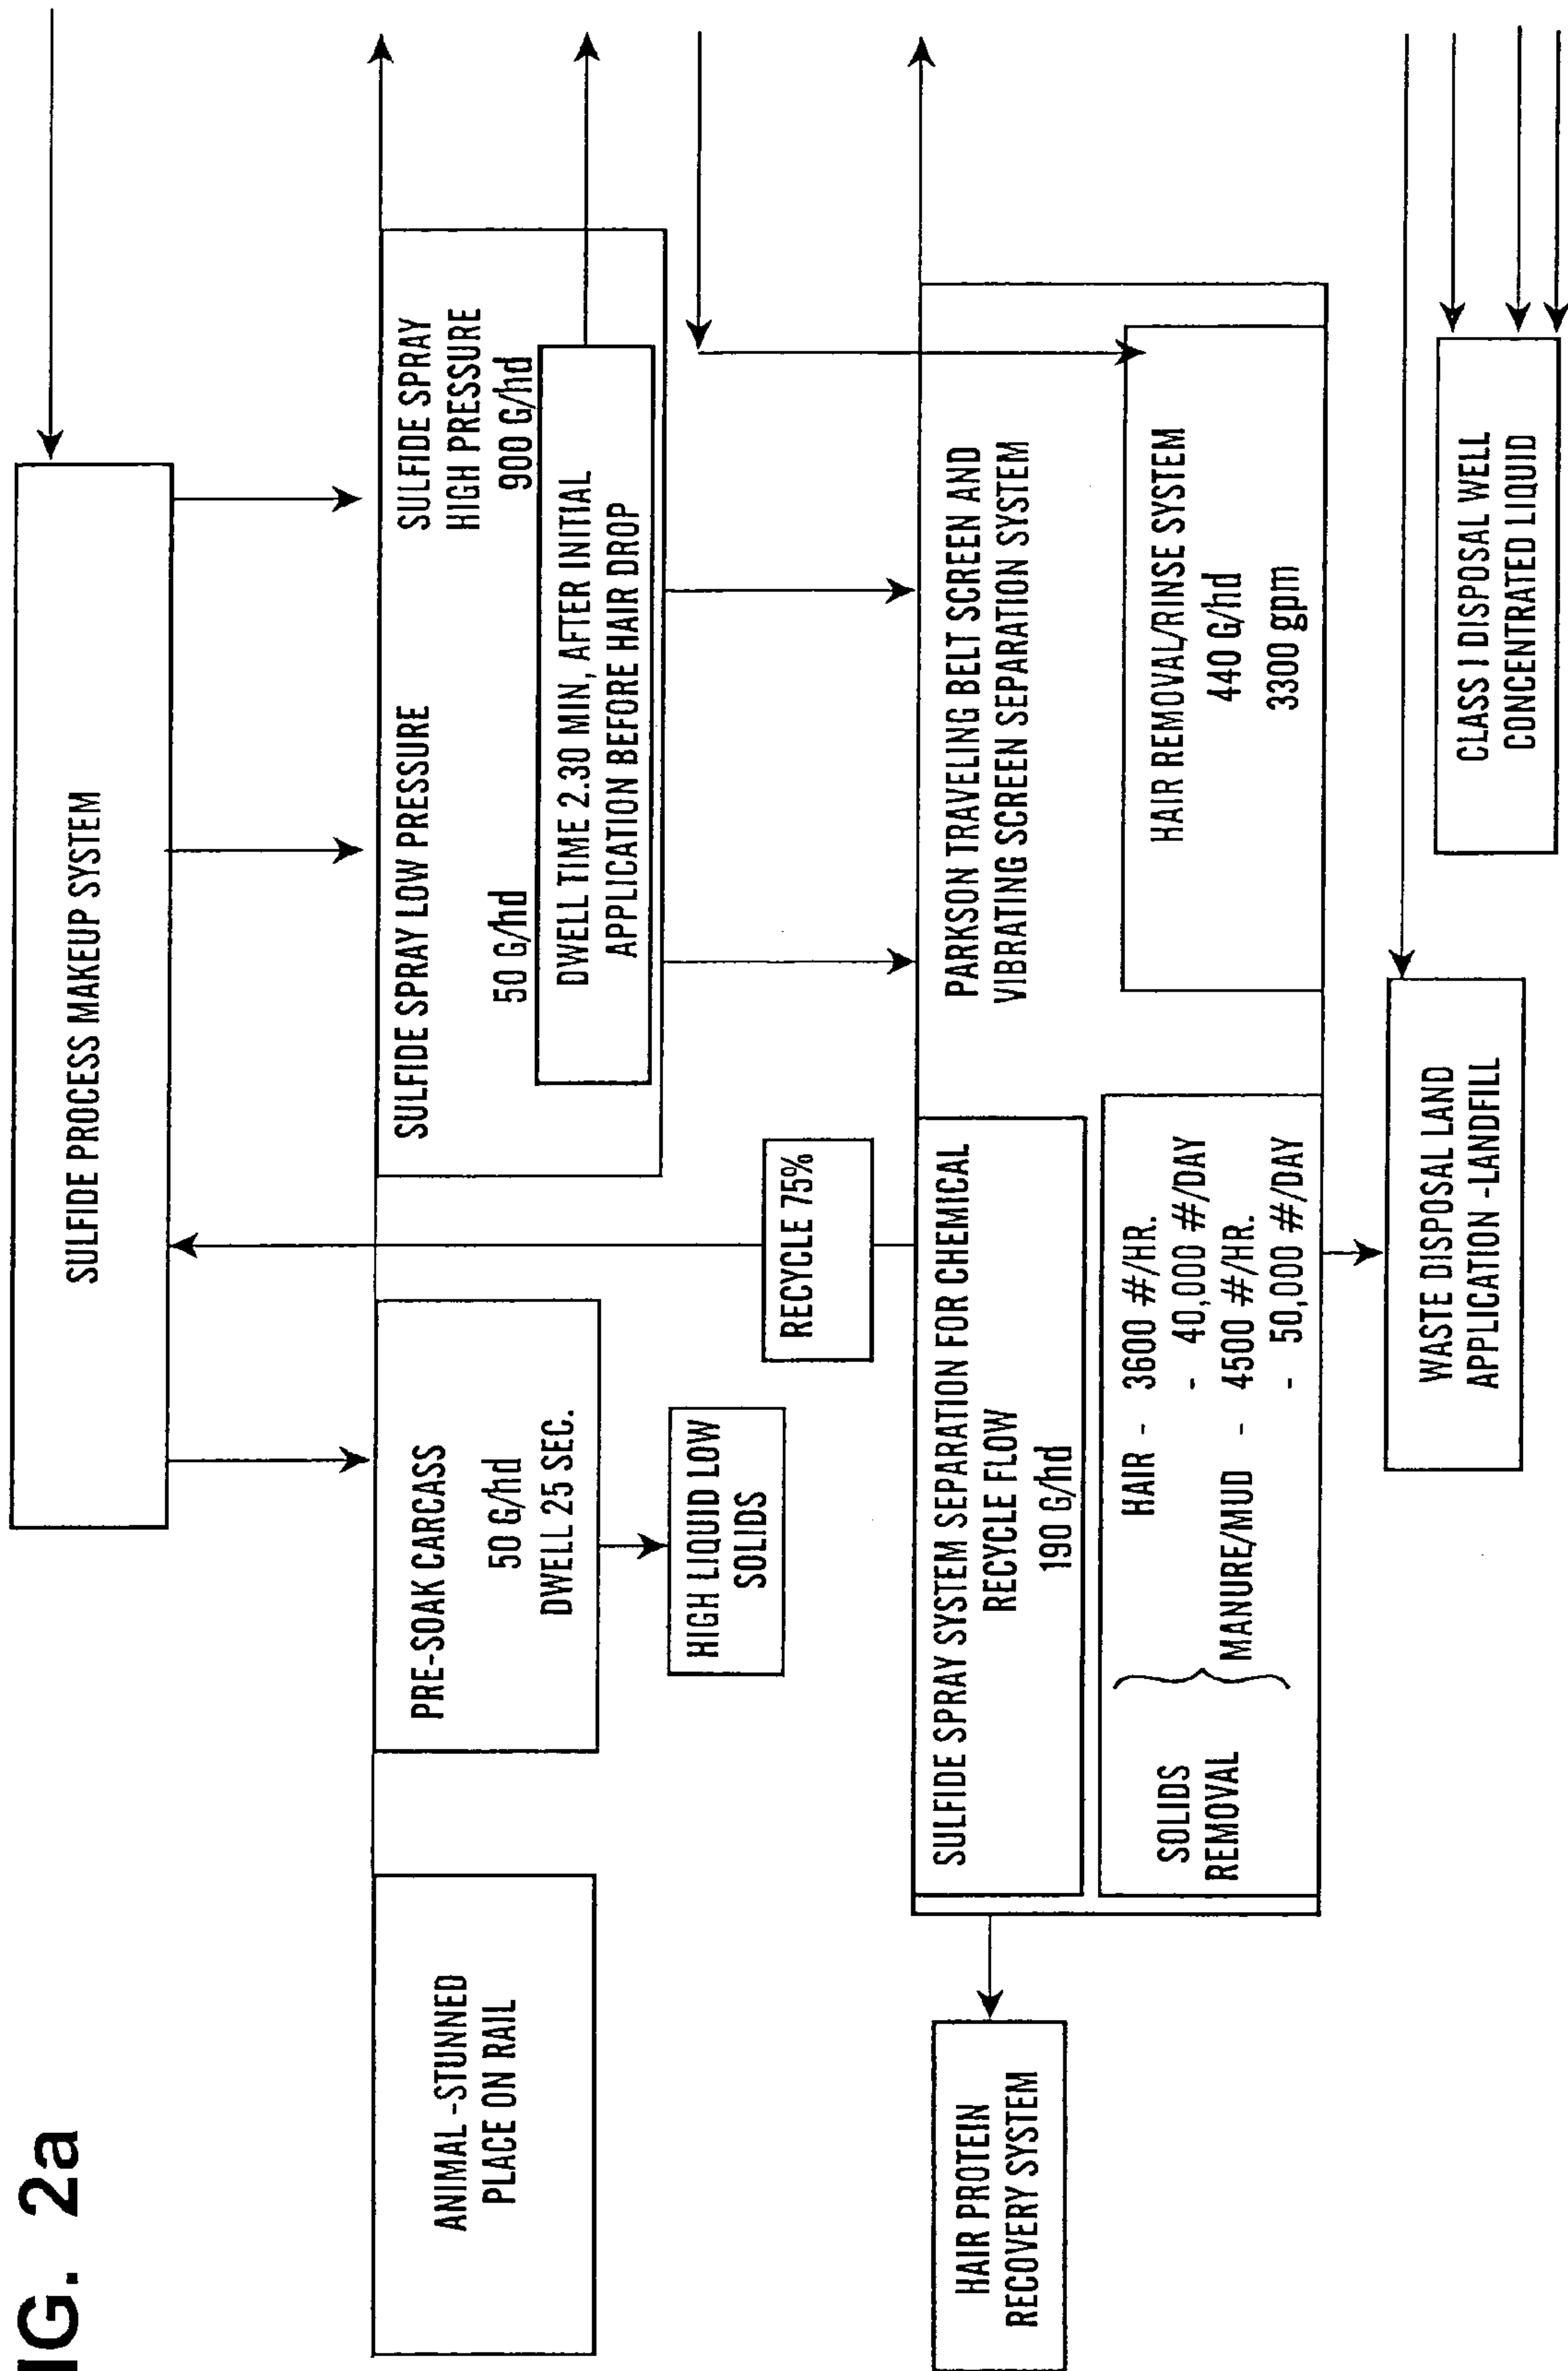 IG. 2a
SULFIDE PROCESS MAKEUP SYSTEM
ANIMAL -STUNNED
PLACE ON RAIL
PRE-SOAK CARCASS
50 G/hd
DWELL 25 SEC.
HIGH LIQUID LOW
SOLIDS
SULFIDE SPRAY LOW PRESSURE
50 G/hd
SULFIDE SPRAY
HIGH PRESSURE
900 G/hd
DWELL TIME 2.30 MIN, AFTER INITIAL
APPLICATION BEFORE HAIR DROP
RECYCLE 75%
HAIR PROTEIN
RECOVERY SYSTEM
SULFIDE SPRAY SYSTEM SEPARATION FOR CHEMICAL
RECYCLE FLOW
190 G/hd
PARKSON TRAVELING BELT SCREEN AND
VIBRATING SCREEN SEPARATION SYSTEM
SOLIDS
REMOVAL
HAIR - 3600 #/HR.
- 40,000 #/DAY
MANURE/MUD - 4500 #/HR.
- 50,000 #/DAY
HAIR REMOVAL/RINSE SYSTEM
440 G/hd
3300 gpm
WASTE DISPOSAL LAND
APPLICATION -LANDFILL
CLASS I DISPOSAL WELL
CONCENTRATED LIQUID